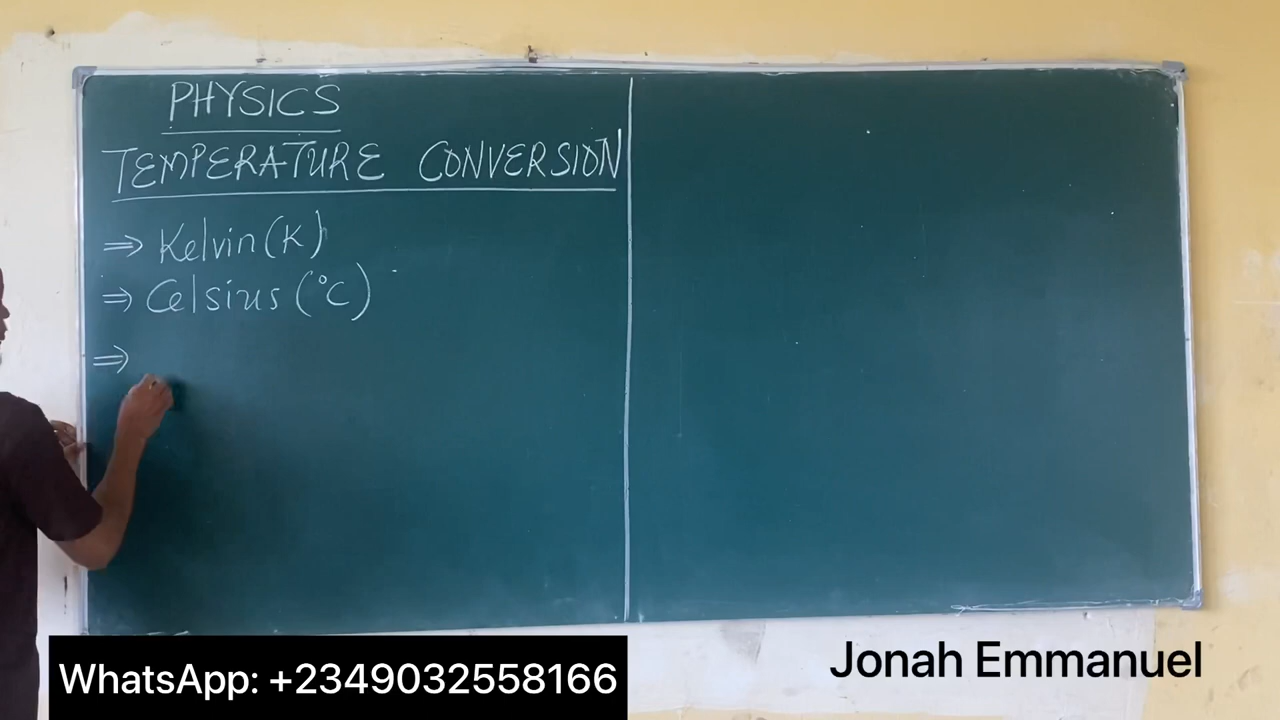 PHYSICS
TEMPERATURE CONVERSION
⇒ Kelvin (K)
⇒ Celsius (°C)
⇒
WhatsApp: +2349032558166
Jonah Emmanuel